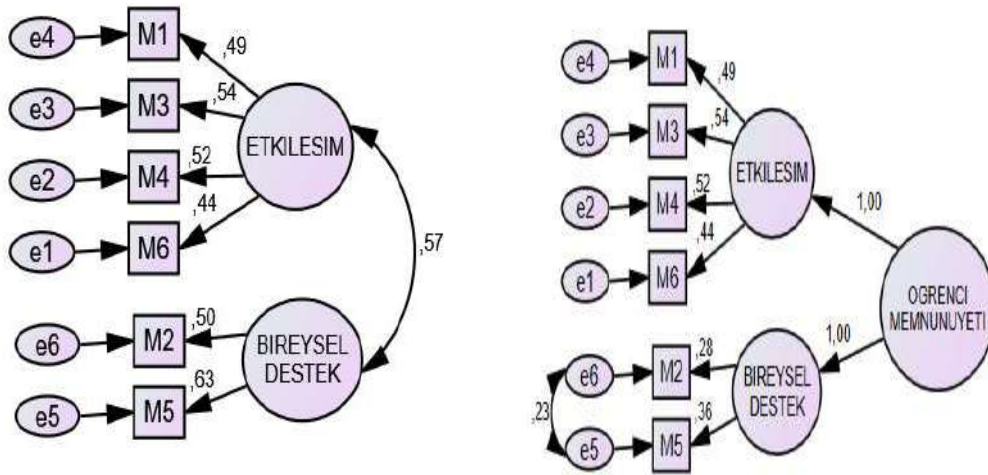 e4
M1
,49
e3
M3
,54
ETKILESIM
e2
M4
,52
e1
M6
,44
,57
e6
M2
,50
BIREYSEL
DESTEK
e5
M5
,63
e4
M1
,49
e3
M3
,54
ETKILESIM
e2
M4
,52
e1
M6
,44
1,00
OGRENCI
MEMNUNUYETI
1,00
e6
M2
,28
BIREYSEL
DESTEK
,23
e5
M5
,36